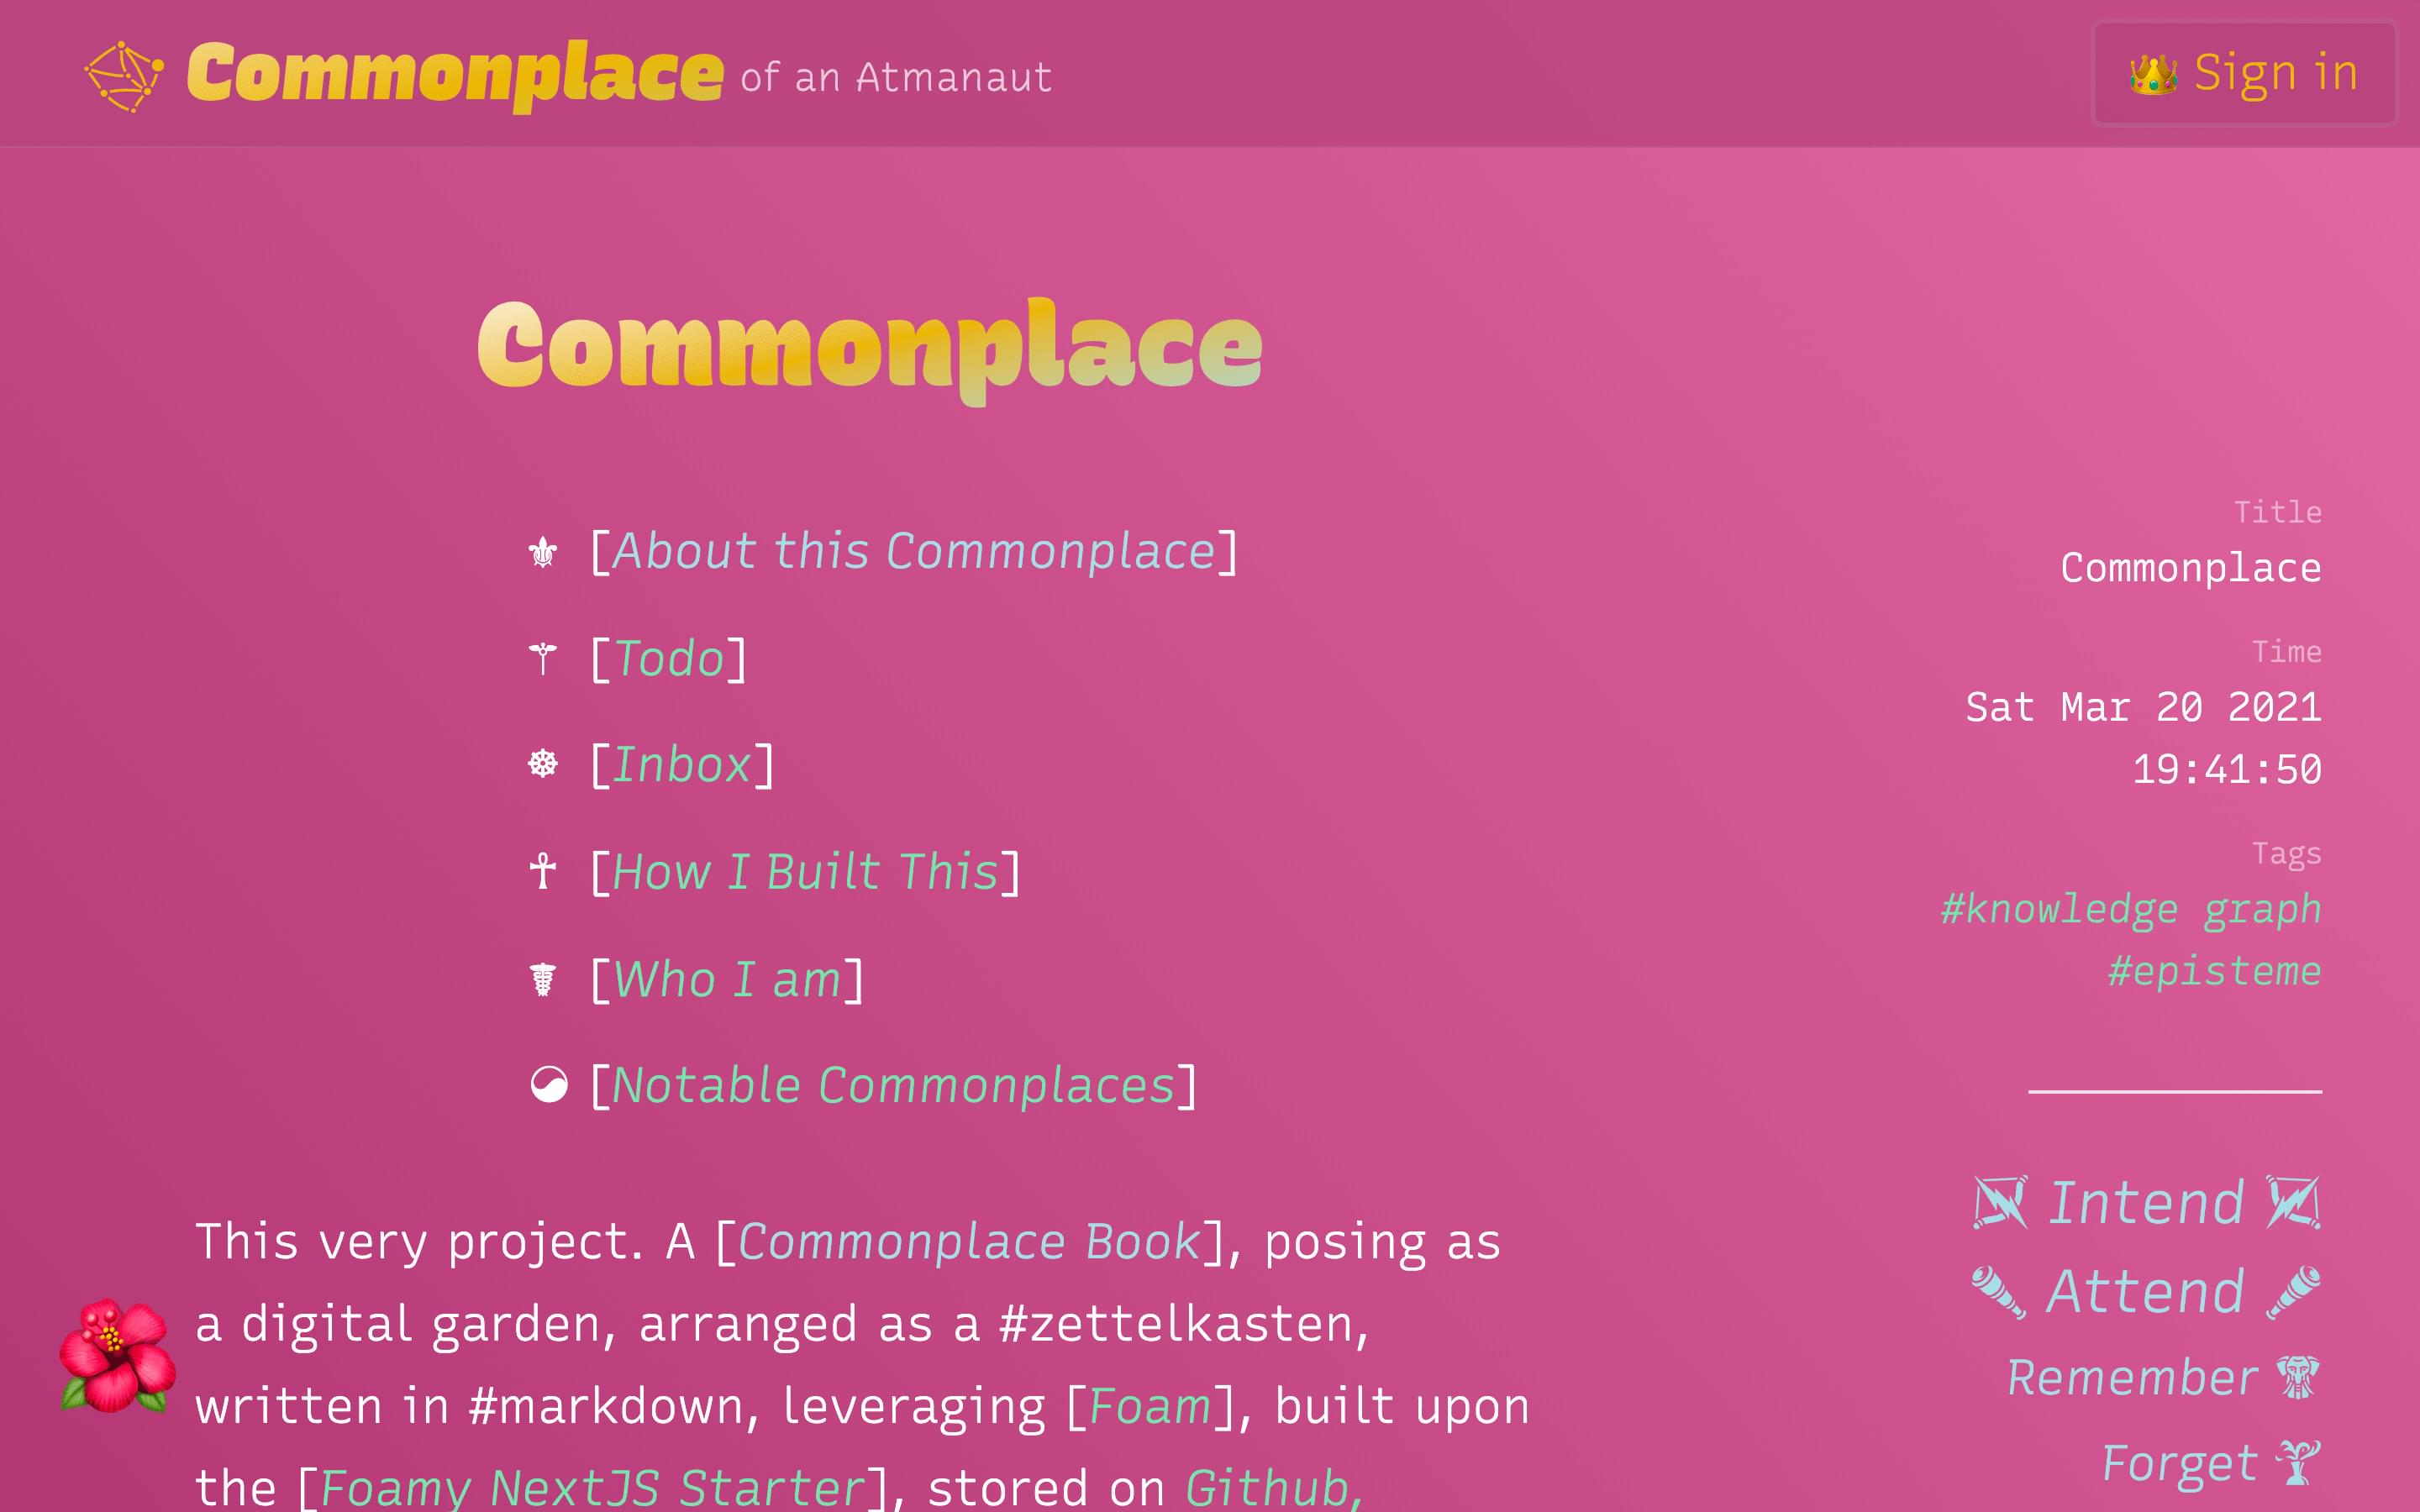 Commonplace of an Atmanaut
Sign in
Commonplace
[About this Commonplace]
[Todo]
[Inbox]
[How I Built This]
[Who I am]
[Notable Commonplaces]
This very project. A [Commonplace Book], posing as
a digital garden, arranged as a #zettelkasten,
written in #markdown, leveraging [Foam], built upon
the [Foamy NextJS Starter], stored on Github,
Title
Commonplace
Time
Sat Mar 20 2021
19:41:50
Tags
#knowledge graph
#episteme
Intend
Attend
Remember
Forget